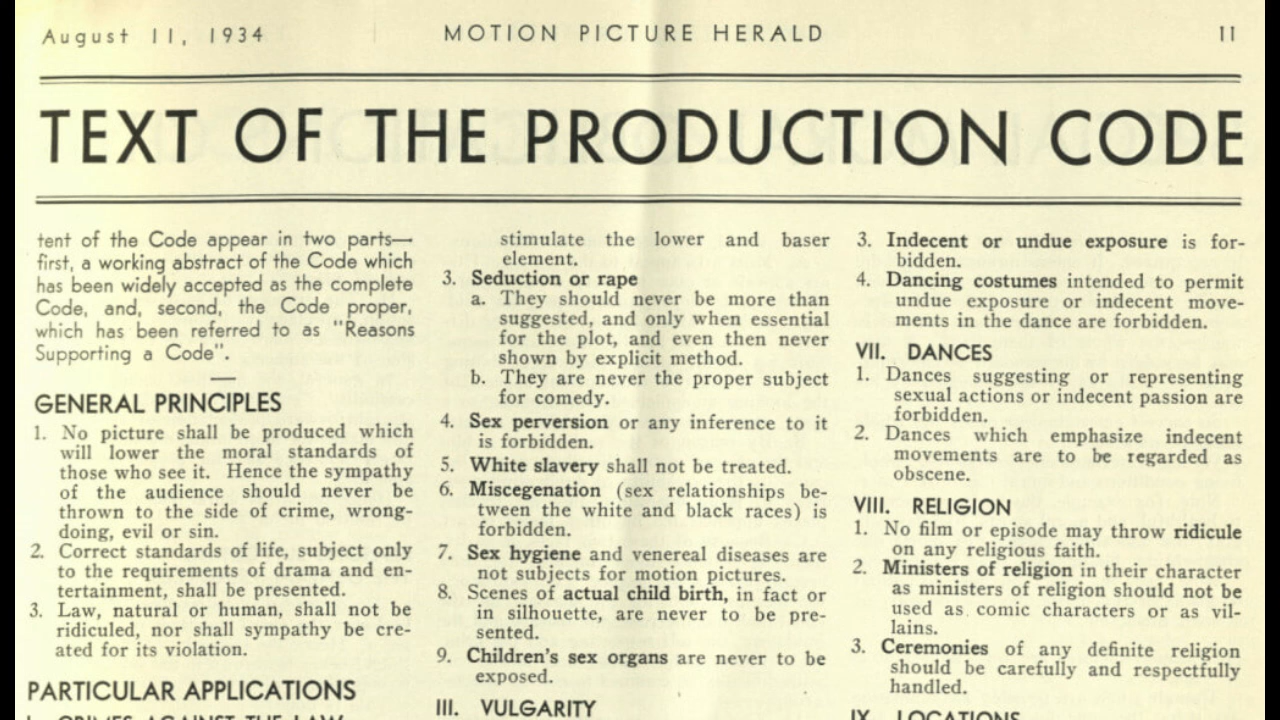 August 11, 1934
MOTION PICTURE HERALD
11
TEXT OF THE PRODUCTION CODE
tent of the Code appear in two parts—
first, a working abstract of the Code which
has been widely accepted as the complete
Code, and, second, the Code proper,
which has been referred to as "Reasons
Supporting a Code".
GENERAL PRINCIPLES
1. No picture shall be produced which
will lower the moral standards of
those who see it. Hence the sympathy
of the audience should never be
thrown to the side of crime, wrong-
doing, evil or sin.
2. Correct standards of life, subject only
to the requirements of drama and en-
tertainment, shall be presented.
3. Law, natural or human, shall not be
ridiculed, nor shall sympathy be cre-
ated for its violation.
PARTICULAR APPLICATIONS
I. CRIMES AGAINST THE LAW
stimulate the lower and baser
element.
3. Seduction or rape
a. They should never be more than
suggested, and only when essential
for the plot, and even then never
shown by explicit method.
b. They are never the proper subject
for comedy.
4. Sex perversion or any inference to it
is forbidden.
5. White slavery shall not be treated.
6. Miscegenation (sex relationships be-
tween the white and black races) is
forbidden.
7. Sex hygiene and venereal diseases are
not subjects for motion pictures.
8. Scenes of actual child birth, in fact or
in silhouette, are never to be pre-
sented.
9. Children's sex organs are never to be
exposed.
III. VULGARITY
3. Indecent or undue exposure is for-
bidden.
4. Dancing costumes intended to permit
undue exposure or indecent move-
ments in the dance are forbidden.
VII. DANCES
1. Dances suggesting or representing
sexual actions or indecent passion are
forbidden.
2. Dances which emphasize indecent
movements are to be regarded as
obscene.
VIII. RELIGION
1. No film or episode may throw ridicule
on any religious faith.
2. Ministers of religion in their character
as ministers of religion should not be
used as comic characters or as vil-
lains.
3. Ceremonies of any definite religion
should be carefully and respectfully
handled.
IX. LOCATIONS